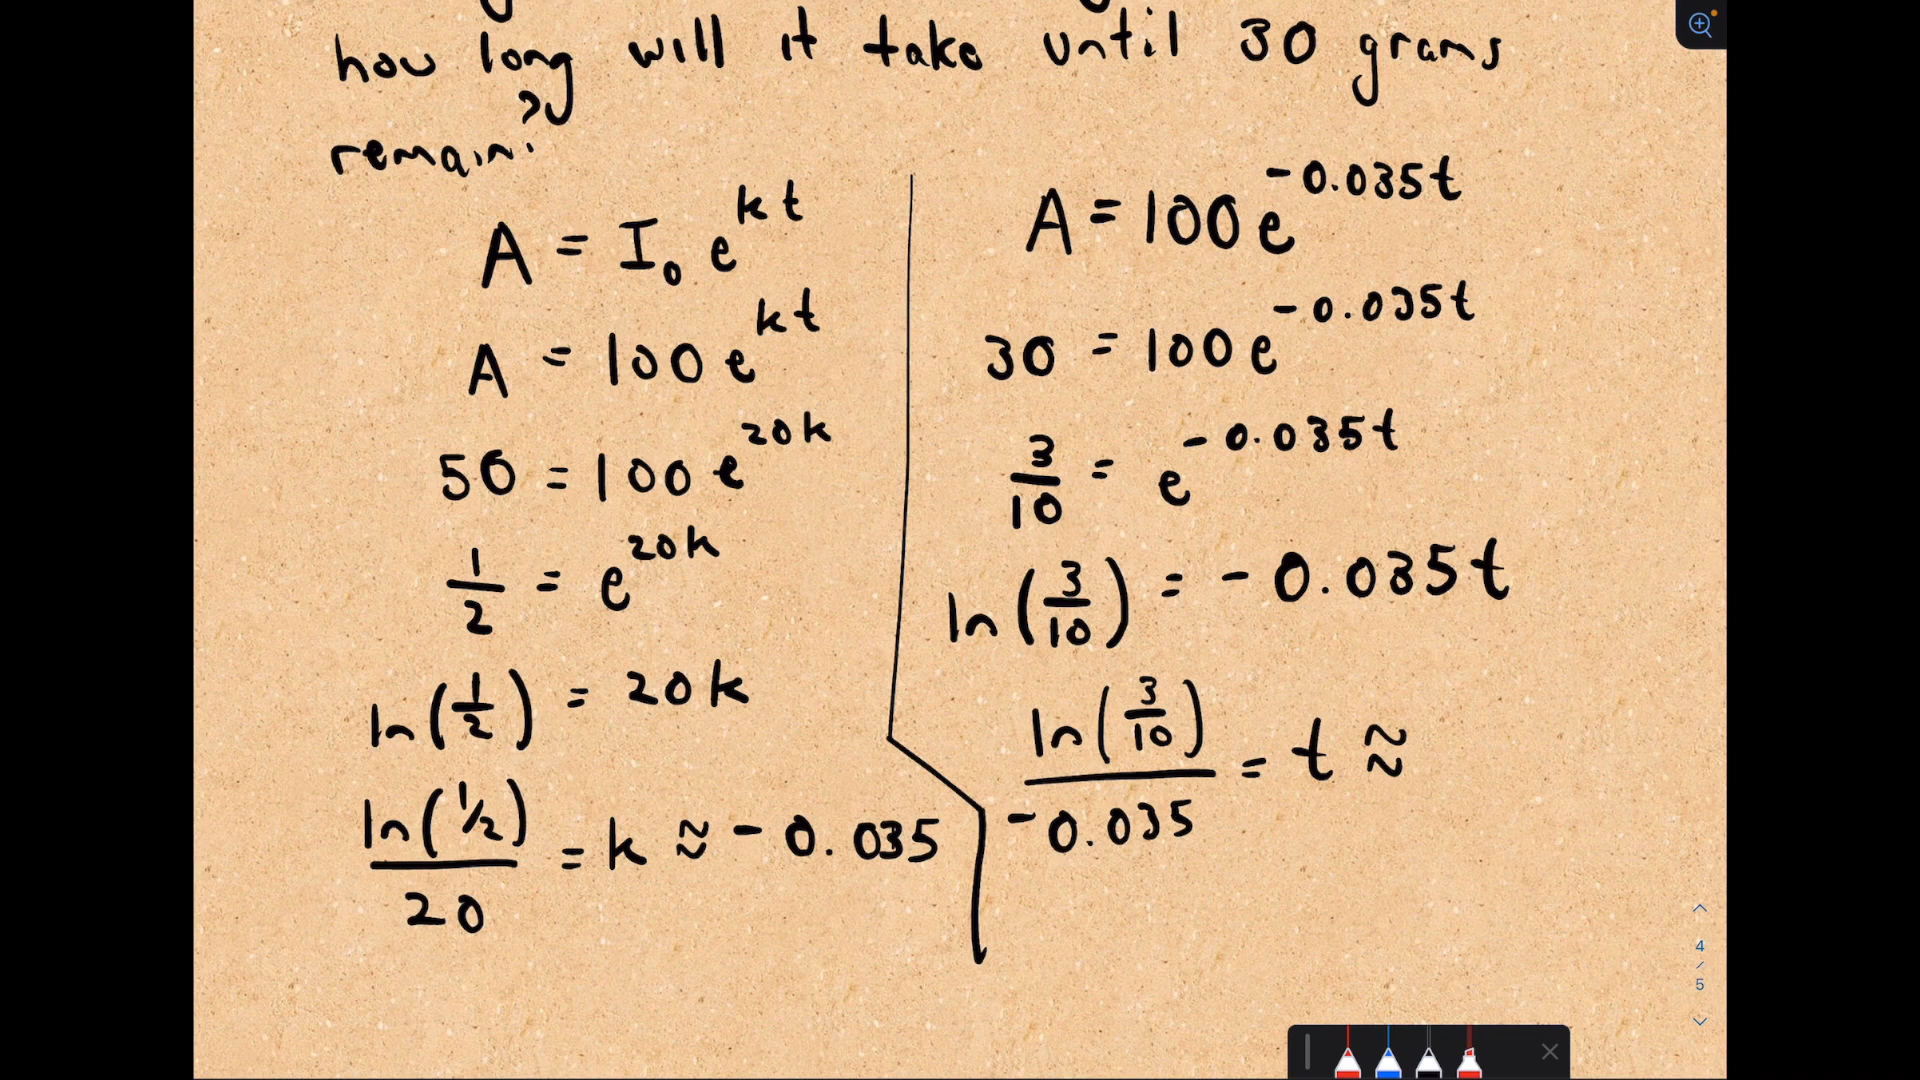 how long will it take until 30 grams
remain?
A = I₀ e^{kt}
A = 100 e^{kt}
50 = 100 e^{20k}
1/2 = e^{20k}
ln(1/2) = 20k
ln(1/2)/20 = k ≈ -0.035
A = 100 e^{-0.035t}
30 = 100 e^{-0.035t}
3/10 = e^{-0.035t}
ln(3/10) = -0.035t
ln(3/10)/-0.035 = t ≈
4
/
5